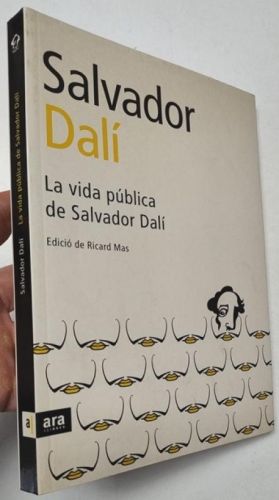 Salvador
Dalí
La vida pública
de Salvador Dalí
Edició de Ricard Mas
a ara
LLIBRES
Salvador Dalí La vida pública de Salvador Dalí